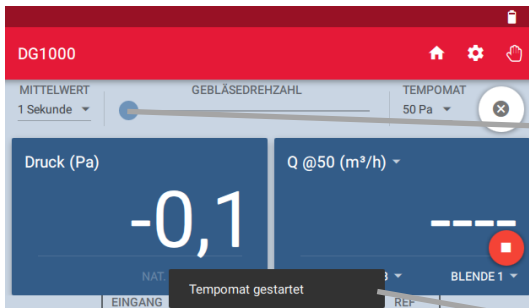 DG1000
MITTELWERT GEBLÄSEDREHZAHL TEMPOMAT
1 Sekunde 50 Pa
Druck (Pa) Q @50 (m³/h)
-0,1 ----
NAT. BLENDE 1
Tempomat gestartet
EINGANG REF